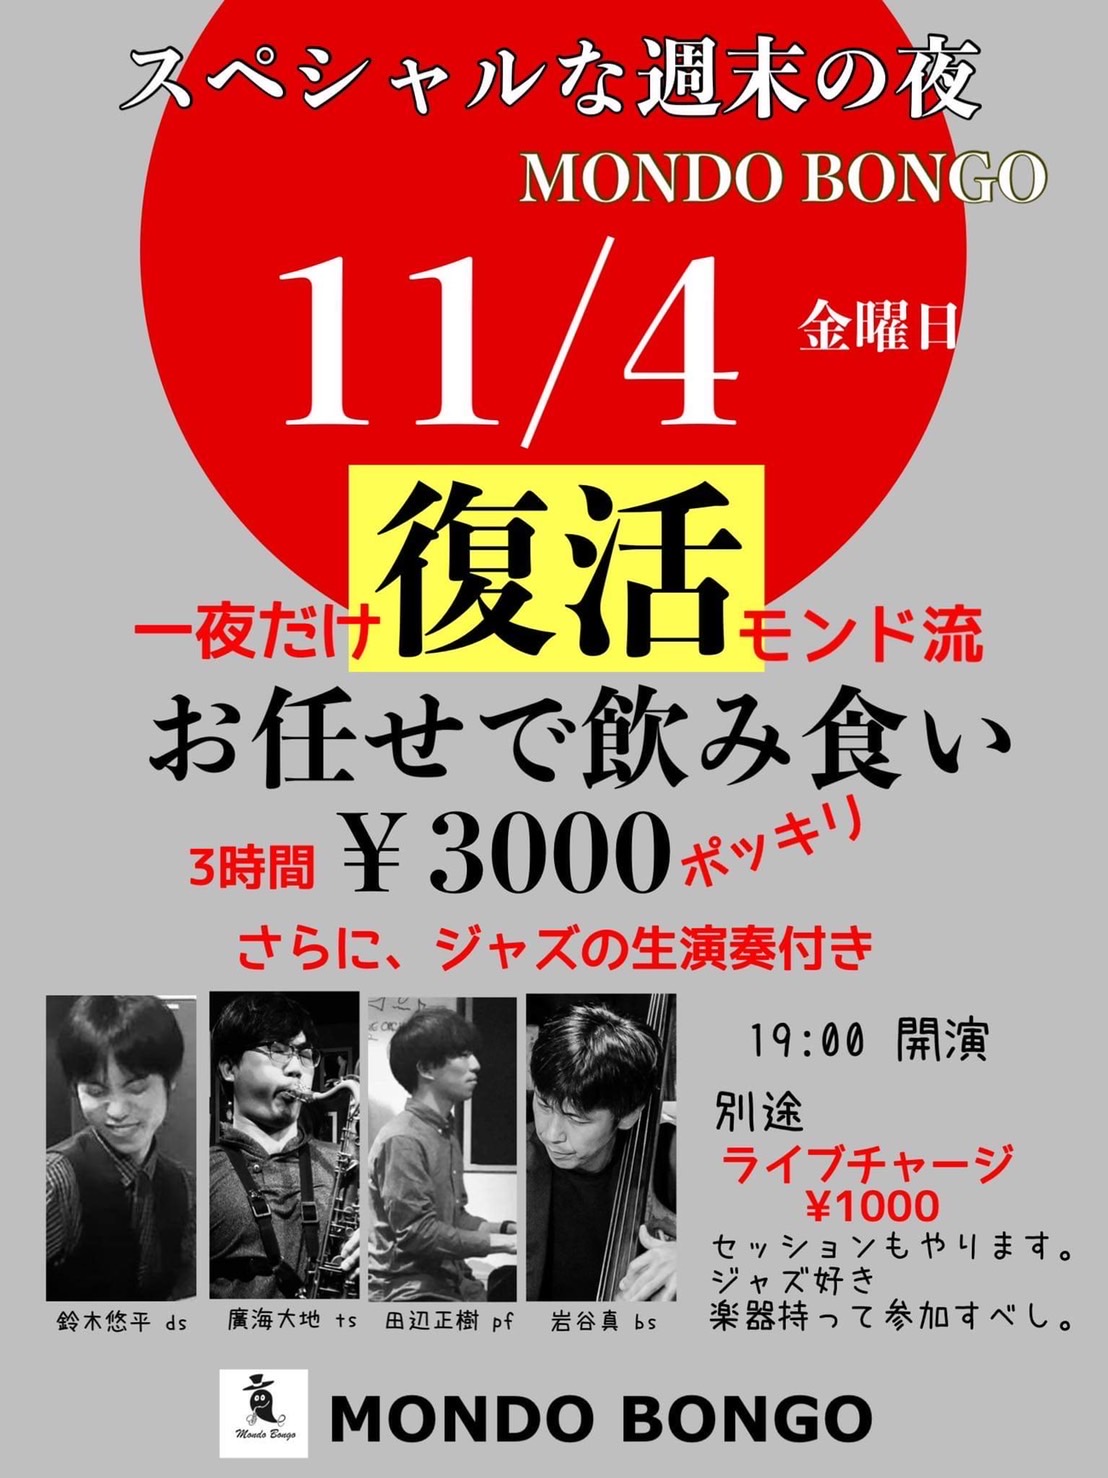 スペシャルな週末の夜
MONDO BONGO
11/4 金曜日
一夜だけ 復活 モンド流
お任せで飲み食い
3時間 ¥3000 ポッキリ
さらに、ジャズの生演奏付き
19:00 開演
別途
ライブチャージ
¥1000
セッションもやります。
ジャズ好き
楽器持って参加すべし。
鈴木悠平 ds
廣海大地 ts
田辺正樹 pf
岩谷真 bs
Mondo Bongo
MONDO BONGO